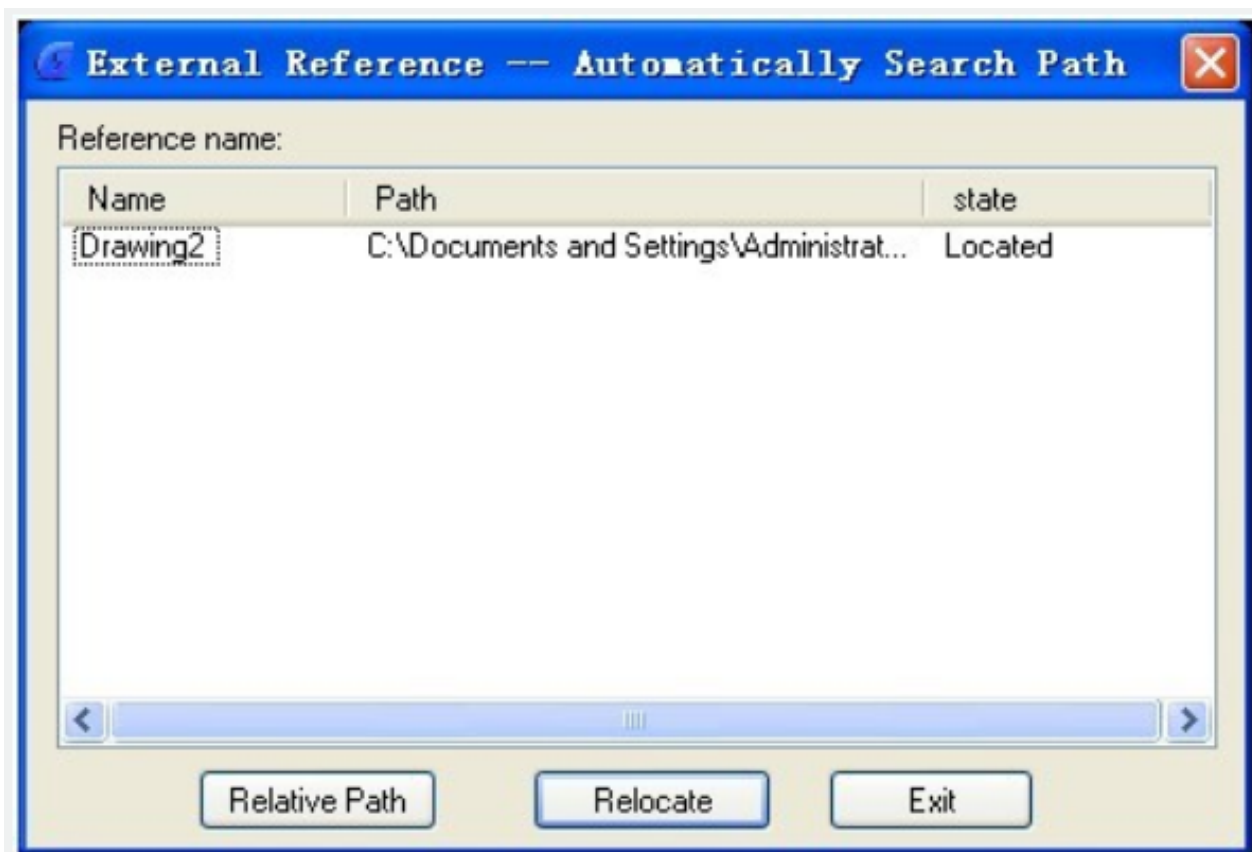 External Reference -- Automatically Search Path
Reference name:
Name Path state
Drawing2 C:\Documents and Settings\Administrat... Located
Relative Path Relocate Exit